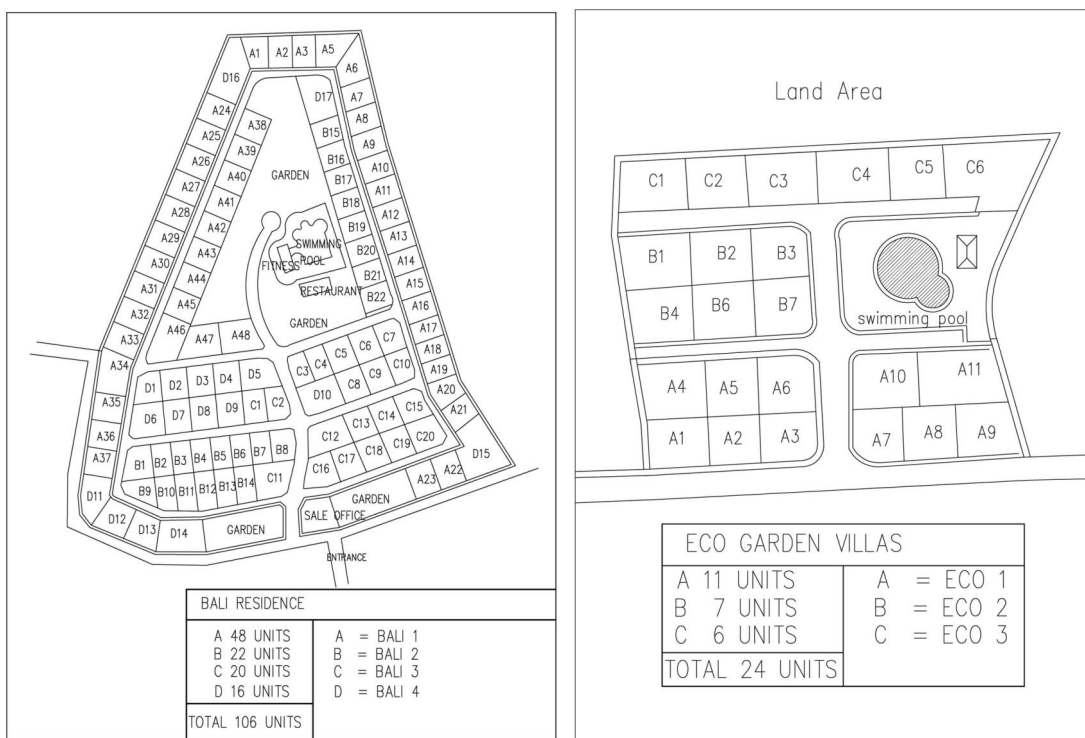 A1 A2 A3 A5
D16 A6
A24 D17 A7
A25 A38 B15 A8
A26 A39 B16 A9
A27 A40 GARDEN B17 A10
A28 A41 B18 A11
A29 A42 B19 A12
A30 A43 SWIMMING POOL B20 A13
A31 A44 FITNESS B21 A14
A32 A45 RESTAURANT B22 A15
A33 A46 A47 A48 GARDEN A16
A34 C3 C4 C5 C6 C7 A17
D1 D2 D3 D4 D5 D10 C8 C9 C10 A18
A35 D6 D7 D8 D9 C1 C2 A19
A36 C12 C13 C14 C15 A20
A37 B1 B2 B3 B4 B5 B6 B7 B8 C16 C17 C18 C19 C20 A21
D11 B9 B10 B11 B12 B13 B14 C11 A23 A22 D15
D12 D13 D14 GARDEN SALE OFFICE GARDEN
ENTRANCE
BALI RESIDENCE
A 48 UNITS A = BALI 1
B 22 UNITS B = BALI 2
C 20 UNITS C = BALI 3
D 16 UNITS D = BALI 4
TOTAL 106 UNITS
Land Area
C1 C2 C3 C4 C5 C6
B1 B2 B3
B4 B6 B7 swimming pool
A4 A5 A6 A10 A11
A1 A2 A3 A7 A8 A9
ECO GARDEN VILLAS
A 11 UNITS A = ECO 1
B 7 UNITS B = ECO 2
C 6 UNITS C = ECO 3
TOTAL 24 UNITS